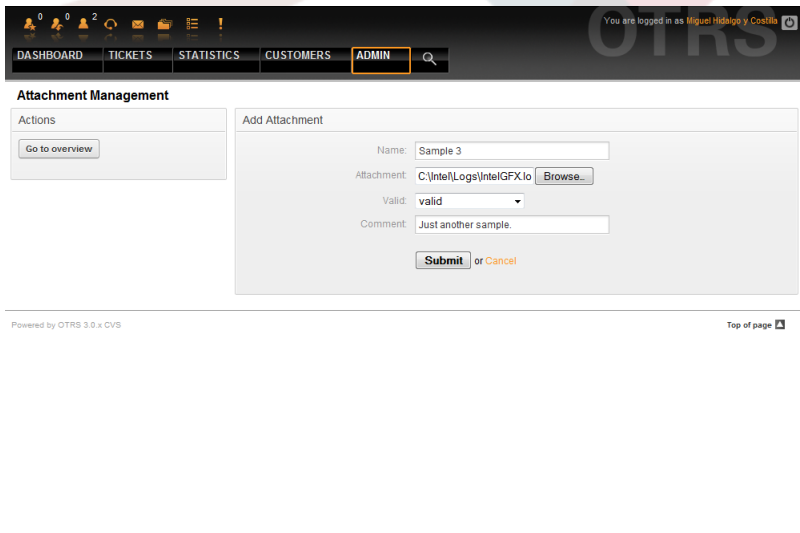 0 0 2
You are logged in as Miguel Hidalgo y Costilla
OTRS
DASHBOARD TICKETS STATISTICS CUSTOMERS ADMIN
Attachment Management
Actions
Go to overview
Add Attachment
Name: Sample 3
Attachment: C:\Intel\Logs\IntelGFX.lo Browse...
Valid: valid
Comment: Just another sample.
Submit or Cancel
Powered by OTRS 3.0.x CVS
Top of page